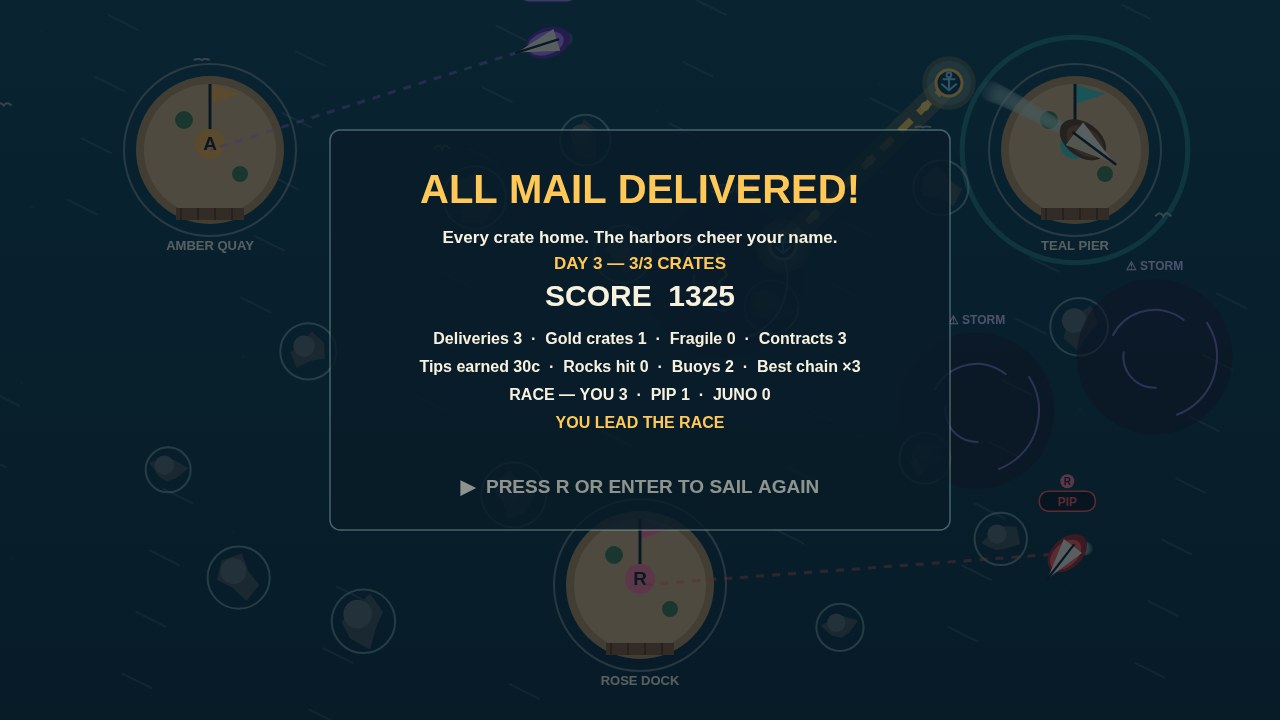 A
AMBER QUAY
TEAL PIER
⚠ STORM
⚠ STORM
ALL MAIL DELIVERED!
Every crate home. The harbors cheer your name.
DAY 3 — 3/3 CRATES
SCORE 1325
Deliveries 3 · Gold crates 1 · Fragile 0 · Contracts 3
Tips earned 30c · Rocks hit 0 · Buoys 2 · Best chain ×3
RACE — YOU 3 · PIP 1 · JUNO 0
YOU LEAD THE RACE
▶ PRESS R OR ENTER TO SAIL AGAIN
R
PIP
R
ROSE DOCK